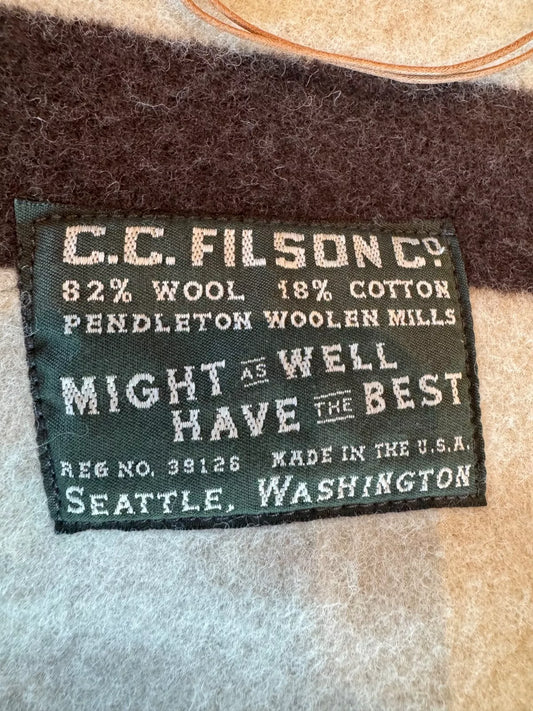 C.C. FILSON Cº.
82% WOOL 18% COTTON
PENDLETON WOOLEN MILLS
MIGHT AS WELL
HAVE THE BEST
REG NO. 39126 MADE IN THE U.S.A.
SEATTLE, WASHINGTON